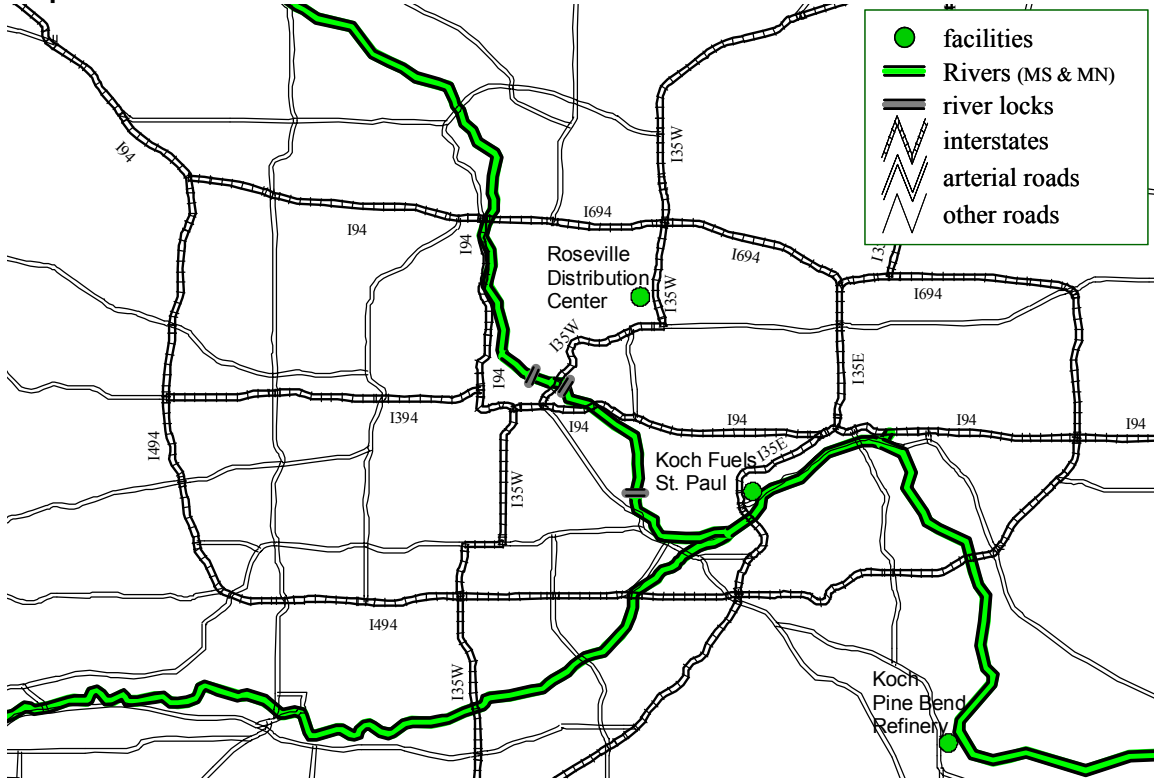 facilities
Rivers (MS & MN)
river locks
interstates
arterial roads
other roads
I94
I35W
I694
I94
I94
I694
Roseville
Distribution
Center
I35W
I694
I35W
I35E
I94
I394
I94
I94
I94
I94
I494
I35W
Koch Fuels
St. Paul
I35E
I494
I35W
Koch
Pine Bend
Refinery